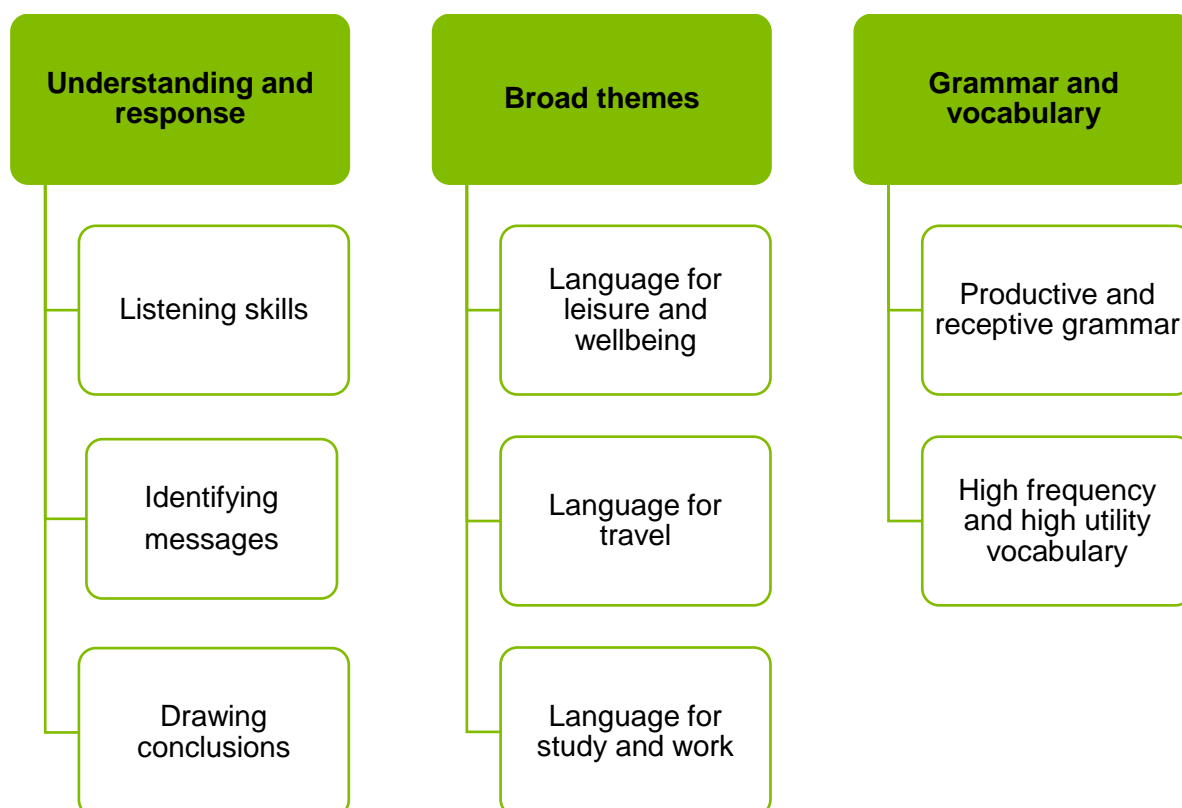 Understanding and
response
Listening skills
Identifying
messages
Drawing
conclusions
Broad themes
Language for
leisure and
wellbeing
Language for
travel
Language for
study and work
Grammar and
vocabulary
Productive and
receptive grammar
High frequency
and high utility
vocabulary